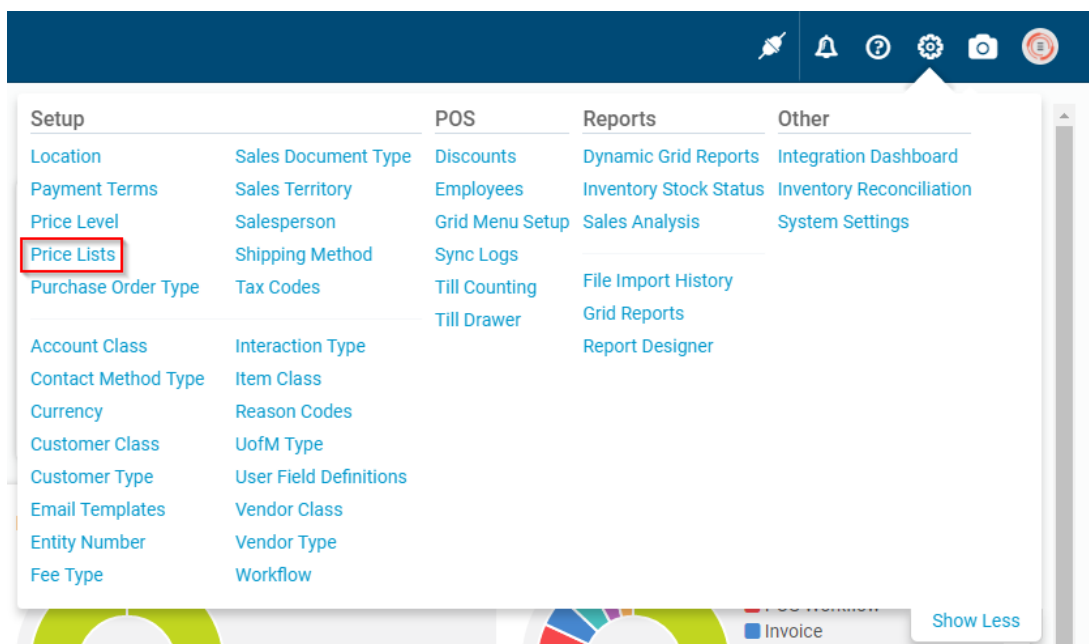 Setup
Location
Payment Terms
Price Level
Price Lists
Purchase Order Type
Sales Document Type
Sales Territory
Salesperson
Shipping Method
Tax Codes
Account Class
Contact Method Type
Currency
Customer Class
Customer Type
Email Templates
Entity Number
Fee Type
Interaction Type
Item Class
Reason Codes
UofM Type
User Field Definitions
Vendor Class
Vendor Type
Workflow
POS
Discounts
Employees
Grid Menu Setup
Sync Logs
Till Counting
Till Drawer
Reports
Dynamic Grid Reports
Inventory Stock Status
Sales Analysis
File Import History
Grid Reports
Report Designer
Other
Integration Dashboard
Inventory Reconciliation
System Settings
POS Workflow
Invoice
Show Less